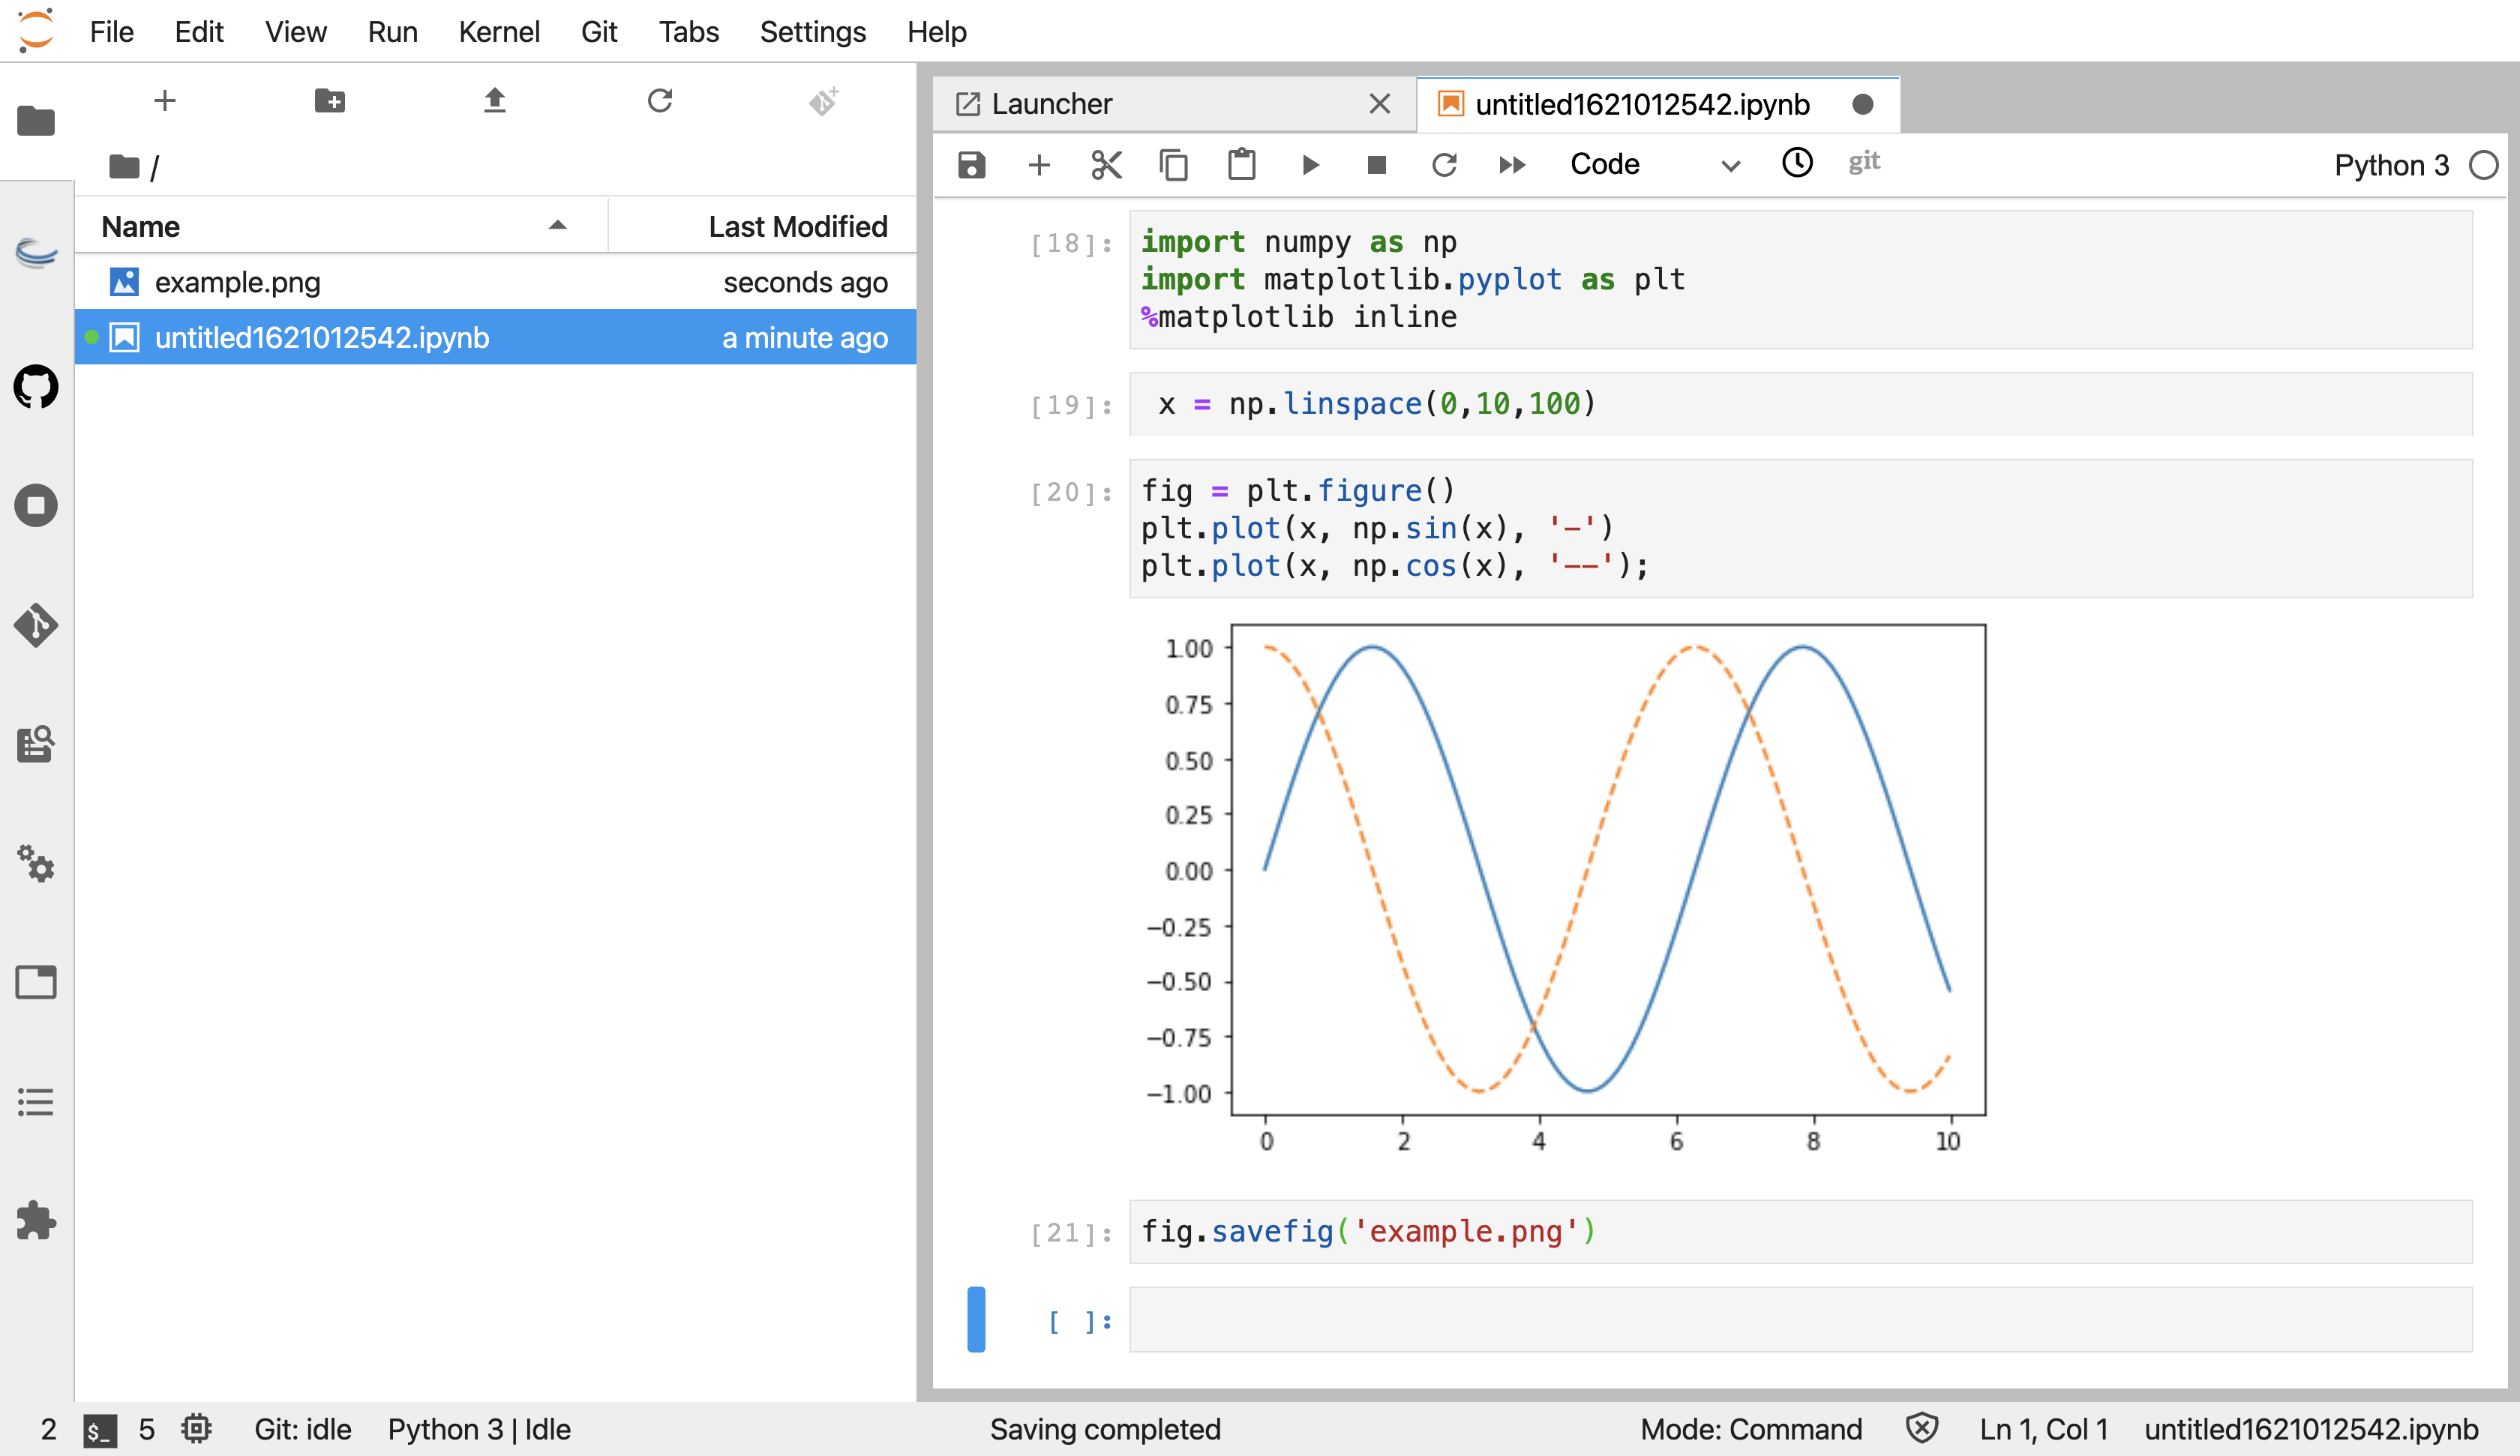 File Edit View Run Kernel Git Tabs Settings Help
/
Name Last Modified
example.png seconds ago
untitled1621012542.ipynb a minute ago
Launcher untitled1621012542.ipynb
Code git Python 3
[18]: import numpy as np
import matplotlib.pyplot as plt
%matplotlib inline
[19]: x = np.linspace(0,10,100)
[20]: fig = plt.figure()
plt.plot(x, np.sin(x), '-')
plt.plot(x, np.cos(x), '--');
1.00
0.75
0.50
0.25
0.00
−0.25
−0.50
−0.75
−1.00
0 2 4 6 8 10
[21]: fig.savefig('example.png')
[ ]:
2 $_ 5 Git: idle Python 3 | Idle Saving completed Mode: Command Ln 1, Col 1 untitled1621012542.ipynb